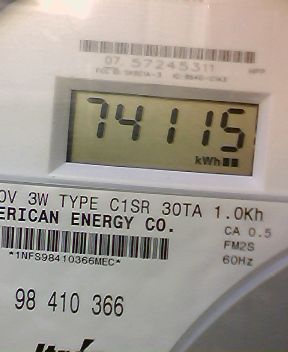 07 57245311
74115
kWh
0V 3W TYPE C1SR 30TA 1.0Kh
ERICAN ENERGY CO.
CA 0.5
FM2S
*1NFS98410366MEC*
60Hz
98 410 366